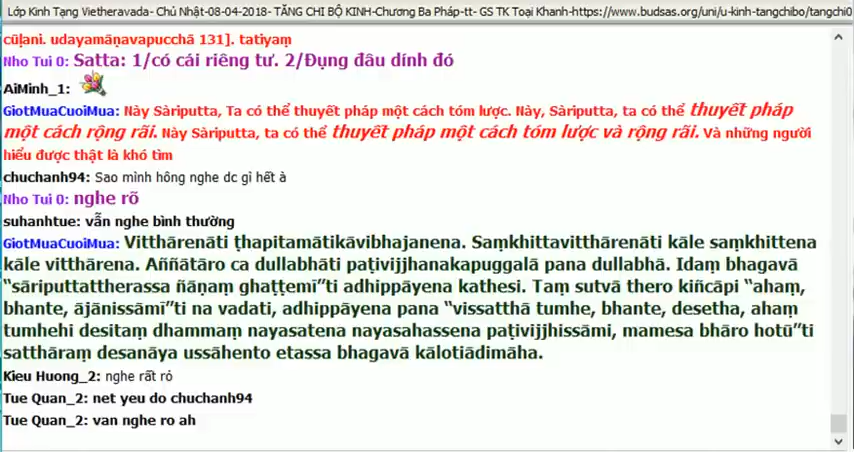 Lớp Kinh Tạng Vietheravada- Chủ Nhật-08-04-2018- TĂNG CHI BỘ KINH-Chương Ba Pháp-tt- GS TK Toại Khanh-https://www.budsas.org/uni/u-kinh-tangchibo/tangchi0
cūḷani. udayamāṇavapucchā 131]. tatiyaṃ
Nho Tui 0: Satta: 1/có cái riêng tư. 2/Đụng đâu dính đó
AiMinh_1:
GiotMuaCuoiMua: Này Sàriputta, Ta có thể thuyết pháp một cách tóm lược. Này, Sàriputta, ta có thể thuyết pháp
một cách rộng rãi. Này Sàriputta, ta có thể thuyết pháp một cách tóm lược và rộng rãi. Và những người
hiểu được thật là khó tìm
chuchanh94: Sao mình hông nghe dc gì hết à
Nho Tui 0: nghe rõ
suhanhtue: vẫn nghe bình thường
GiotMuaCuoiMua: Vitthārenāti ṭhapitamātikāvibhajanena. Saṃkhittavitthārenāti kāle saṃkhittena
kāle vitthārena. Aññātāro ca dullabhāti paṭivijjhanakapuggalā pana dullabhā. Idaṃ bhagavā
“sāriputtattherassa ñāṇaṃ ghaṭṭemī”ti adhippāyena kathesi. Taṃ sutvā thero kiñcāpi “ahaṃ,
bhante, ājānissāmī”ti na vadati, adhippāyena pana “vissatthā tumhe, bhante, desetha, ahaṃ
tumhehi desitaṃ dhammaṃ nayasatena nayasahassena paṭivijjhissāmi, mamesa bhāro hotū”ti
satthāraṃ desanāya ussāhento etassa bhagavā kālotiādimāha.
Kieu Huong_2: nghe rất rỏ
Tue Quan_2: net yeu do chuchanh94
Tue Quan_2: van nghe ro ah